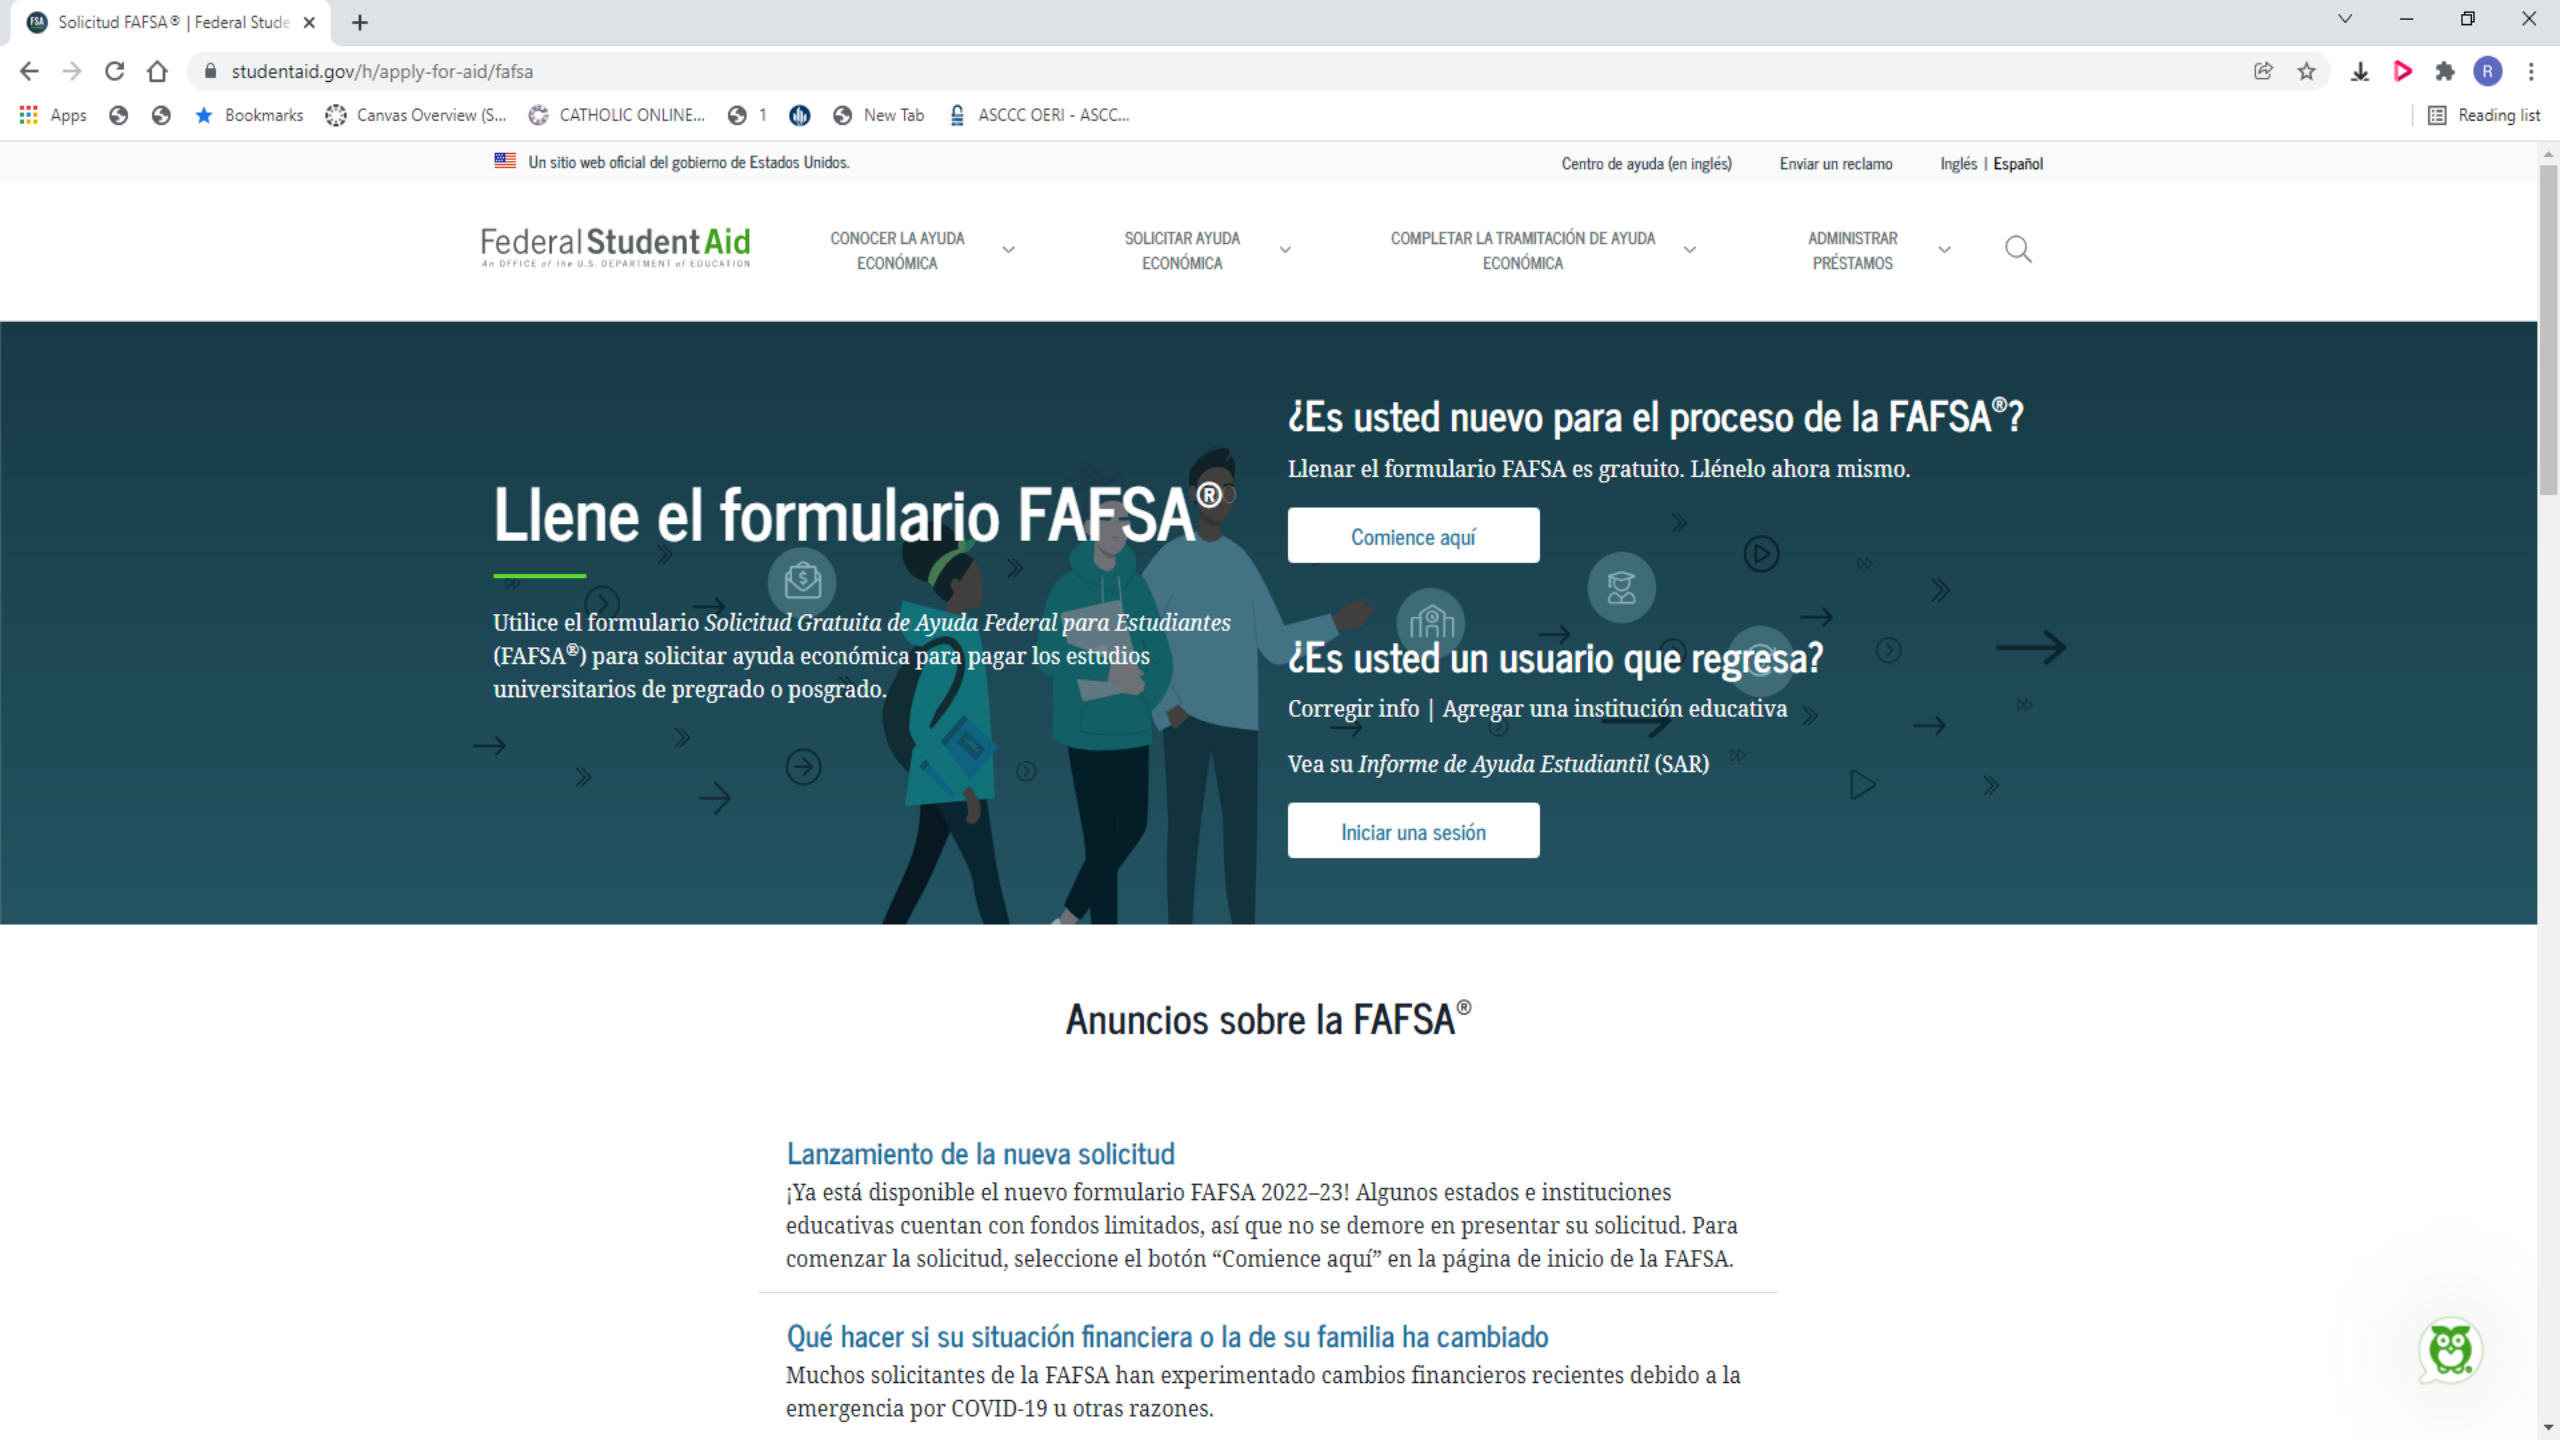 Solicitud FAFSA® | Federal Stude
studentaid.gov/h/apply-for-aid/fafsa
R
Apps
Bookmarks
Canvas Overview (S...
CATHOLIC ONLINE...
1
New Tab
ASCCC OERI - ASCC...
Reading list
Un sitio web oficial del gobierno de Estados Unidos.
Centro de ayuda (en inglés)
Enviar un reclamo
Inglés | Español
Federal Student Aid
An OFFICE of the U.S. DEPARTMENT of EDUCATION
CONOCER LA AYUDA
ECONÓMICA
SOLICITAR AYUDA
ECONÓMICA
COMPLETAR LA TRAMITACIÓN DE AYUDA
ECONÓMICA
ADMINISTRAR
PRÉSTAMOS
Llene el formulario FAFSA®
Utilice el formulario Solicitud Gratuita de Ayuda Federal para Estudiantes
(FAFSA®) para solicitar ayuda económica para pagar los estudios
universitarios de pregrado o posgrado.
¿Es usted nuevo para el proceso de la FAFSA®?
Llenar el formulario FAFSA es gratuito. Llénelo ahora mismo.
Comience aquí
¿Es usted un usuario que regresa?
Corregir info | Agregar una institución educativa
Vea su Informe de Ayuda Estudiantil (SAR)
Iniciar una sesión
Anuncios sobre la FAFSA®
Lanzamiento de la nueva solicitud
¡Ya está disponible el nuevo formulario FAFSA 2022–23! Algunos estados e instituciones
educativas cuentan con fondos limitados, así que no se demore en presentar su solicitud. Para
comenzar la solicitud, seleccione el botón “Comience aquí” en la página de inicio de la FAFSA.
Qué hacer si su situación financiera o la de su familia ha cambiado
Muchos solicitantes de la FAFSA han experimentado cambios financieros recientes debido a la
emergencia por COVID-19 u otras razones.